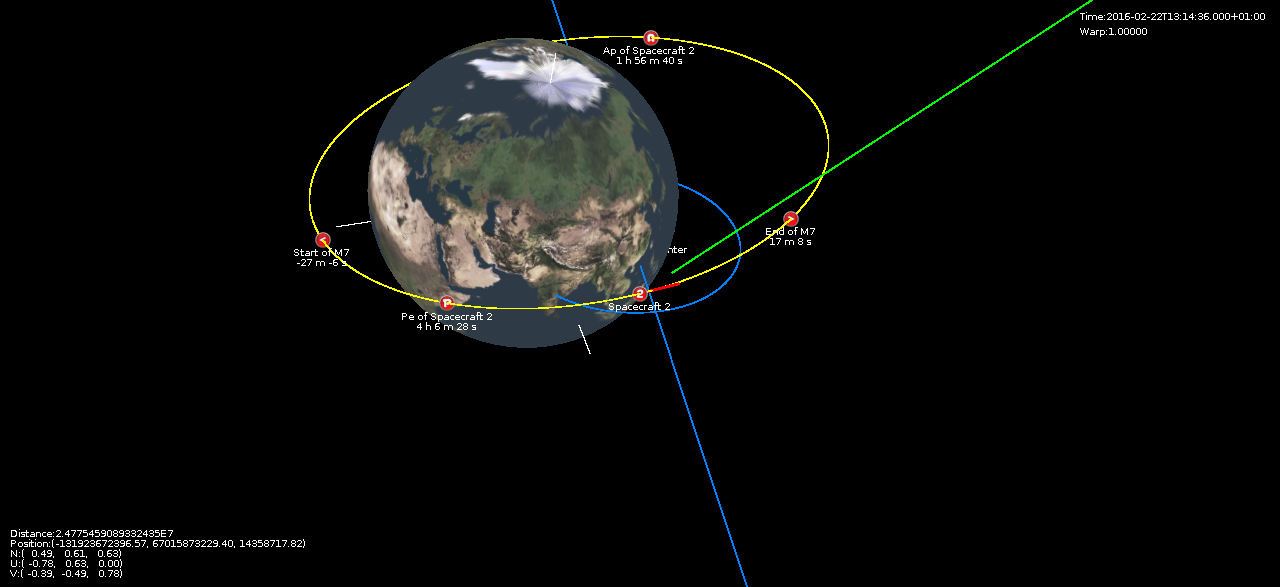 Time:2016-02-22T13:14:36.000+01:00
Warp:1.00000
Ap of Spacecraft 2
1 h 56 m 40 s
End of M7
17 m 8 s
Start of M7
-27 m -6 s
Spacecraft 2
Pe of Spacecraft 2
4 h 6 m 28 s
Distance:2.4775459089332435E7
Position:(-131923672396.57, 67015873229.40, 14358717.82)
N:( 0.49, 0.61, 0.63)
U:( -0.78, 0.63, 0.00)
V:( -0.39, -0.49, 0.78)